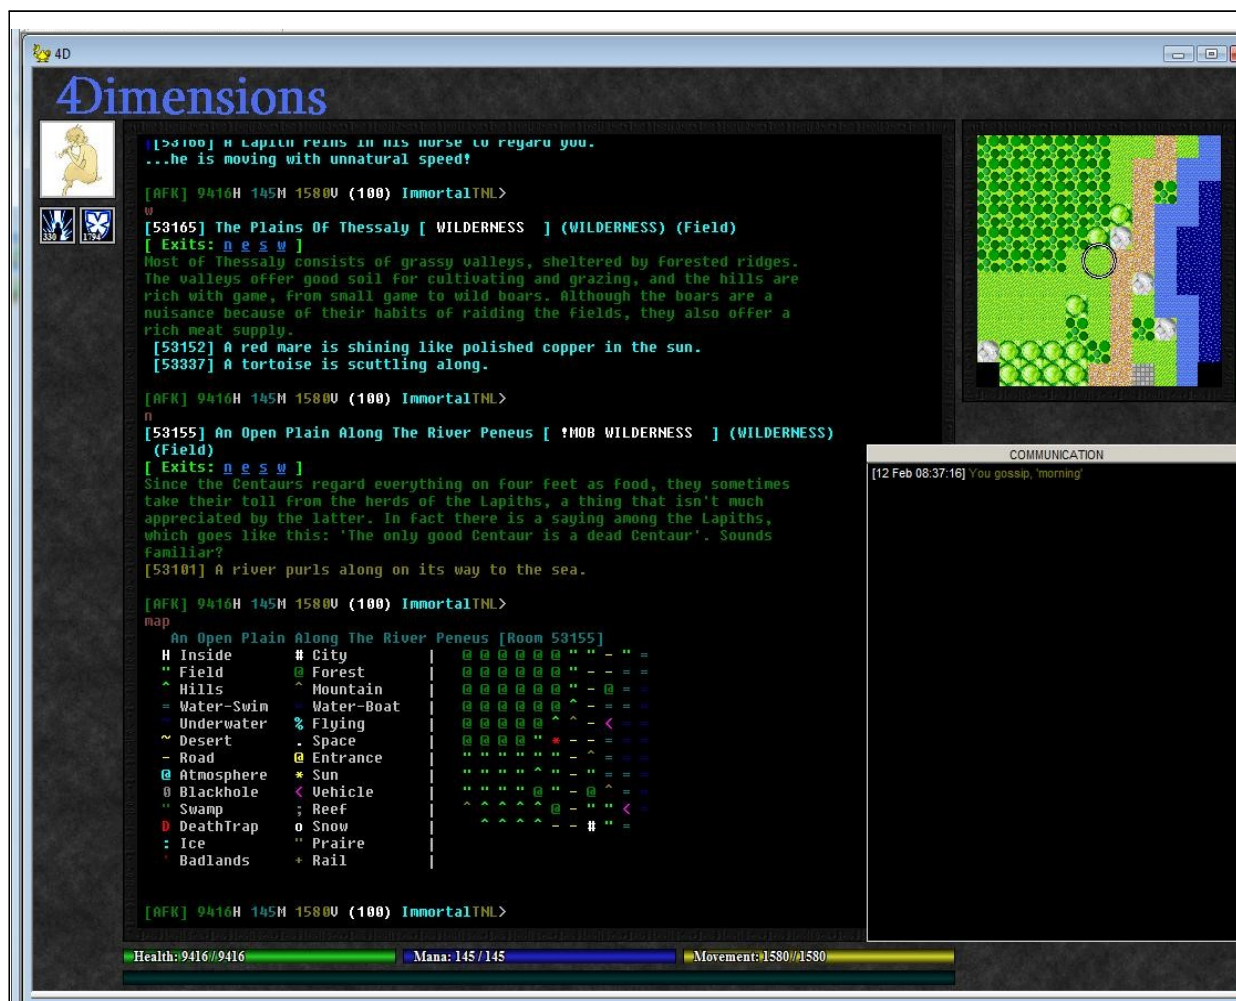 4D
4Dimensions
330 1794
[53166] A Lapith reins in his horse to regard you.
...he is moving with unnatural speed!
[AFK] 9416H 145M 1580V (100) ImmortalTNL>
w
[53165] The Plains Of Thessaly [ WILDERNESS ] (WILDERNESS) (Field)
[ Exits: n e s w ]
Most of Thessaly consists of grassy valleys, sheltered by forested ridges.
The valleys offer good soil for cultivating and grazing, and the hills are
rich with game, from small game to wild boars. Although the boars are a
nuisance because of their habits of raiding the fields, they also offer a
rich meat supply.
[53152] A red mare is shining like polished copper in the sun.
[53337] A tortoise is scuttling along.
[AFK] 9416H 145M 1580V (100) ImmortalTNL>
n
[53155] An Open Plain Along The River Peneus [ !MOB WILDERNESS ] (WILDERNESS)
(Field)
[ Exits: n e s w ]
Since the Centaurs regard everything on four feet as food, they sometimes
take their toll from the herds of the Lapiths, a thing that isn't much
appreciated by the latter. In fact there is a saying among the Lapiths,
which goes like this: 'The only good Centaur is a dead Centaur'. Sounds
familiar?
[53101] A river purls along on its way to the sea.
[AFK] 9416H 145M 1580V (100) ImmortalTNL>
map
An Open Plain Along The River Peneus [Room 53155]
H Inside # City | @ @ @ @ @ @ " " - " =
" Field @ Forest | @ @ @ @ @ @ " - - = =
^ Hills ^ Mountain | @ @ @ @ @ @ " - @ = =
= Water-Swim = Water-Boat | @ @ @ @ @ @ ^ - = = =
~ Underwater % Flying | @ @ @ @ @ ^ ^ - <
~ Desert . Space | @ @ @ @ " * - - =
- Road @ Entrance | " " " " " " - ^ =
@ Atmosphere * Sun | " " " " ^ " - " = =
0 Blackhole < Vehicle | " " " " @ " - @ ^ =
" Swamp ; Reef | ^ ^ ^ ^ ^ @ - " " <
D DeathTrap o Snow | ^ ^ ^ ^ - - # " =
: Ice " Praire |
' Badlands + Rail |
[AFK] 9416H 145M 1580V (100) ImmortalTNL>
Health: 9416 / 9416 Mana: 145 / 145 Movement: 1580 / 1580
COMMUNICATION
[12 Feb 08:37:16] You gossip, 'morning'